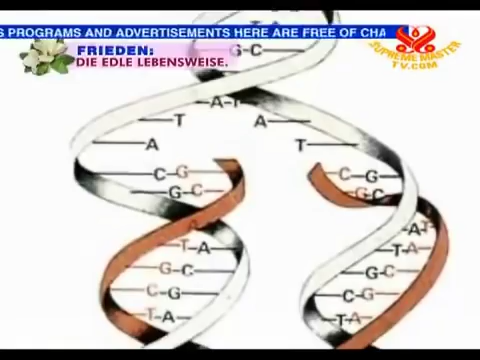 S PROGRAMS AND ADVERTISEMENTS HERE ARE FREE OF CHA
FRIEDEN:
DIE EDLE LEBENSWEISE.
SUPREME MASTER
TV.COM
G-C
A-T
T A
A T
C-G C-G
G-C G-C
A A-T
T-A T-A
G-C G-C
C-G C-G
T-A T-A